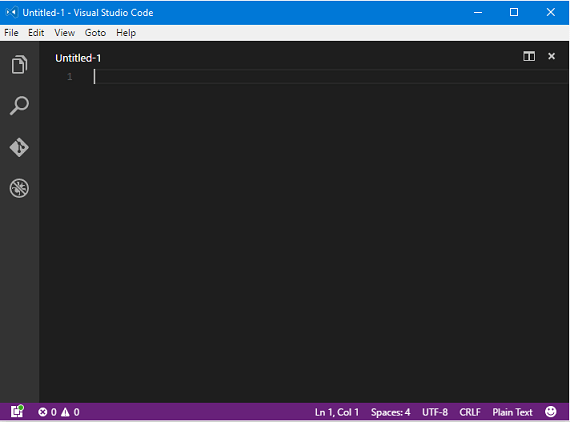 Untitled-1 - Visual Studio Code
File Edit View Goto Help
Untitled-1
1
0 0 Ln 1, Col 1 Spaces: 4 UTF-8 CRLF Plain Text